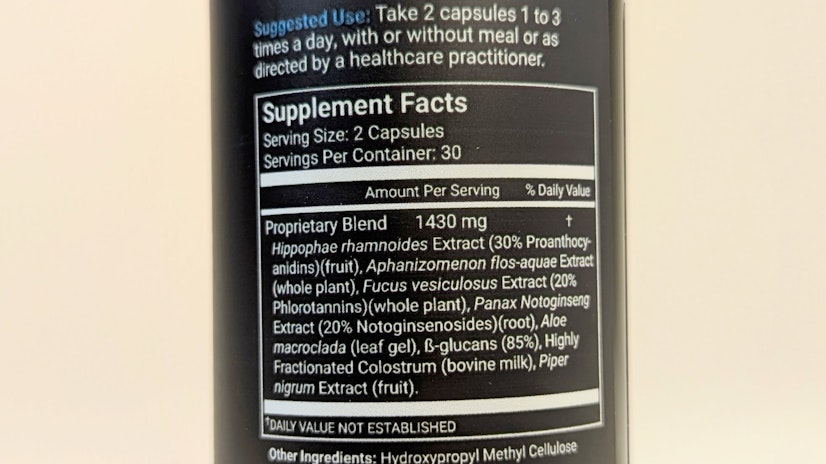 Suggested Use: Take 2 capsules 1 to 3
times a day, with or without meal or as
directed by a healthcare practitioner.
Supplement Facts
Serving Size: 2 Capsules
Servings Per Container: 30
Amount Per Serving % Daily Value
Proprietary Blend 1430 mg †
Hippophae rhamnoides Extract (30% Proanthocy-
anidins)(fruit), Aphanizomenon flos-aquae Extract
(whole plant), Fucus vesiculosus Extract (20%
Phlorotannins)(whole plant), Panax Notoginseng
Extract (20% Notoginsenosides)(root), Aloe
macroclada (leaf gel), ß-glucans (85%), Highly
Fractionated Colostrum (bovine milk), Piper
nigrum Extract (fruit).
†DAILY VALUE NOT ESTABLISHED
Other Ingredients: Hydroxypropyl Methyl Cellulose